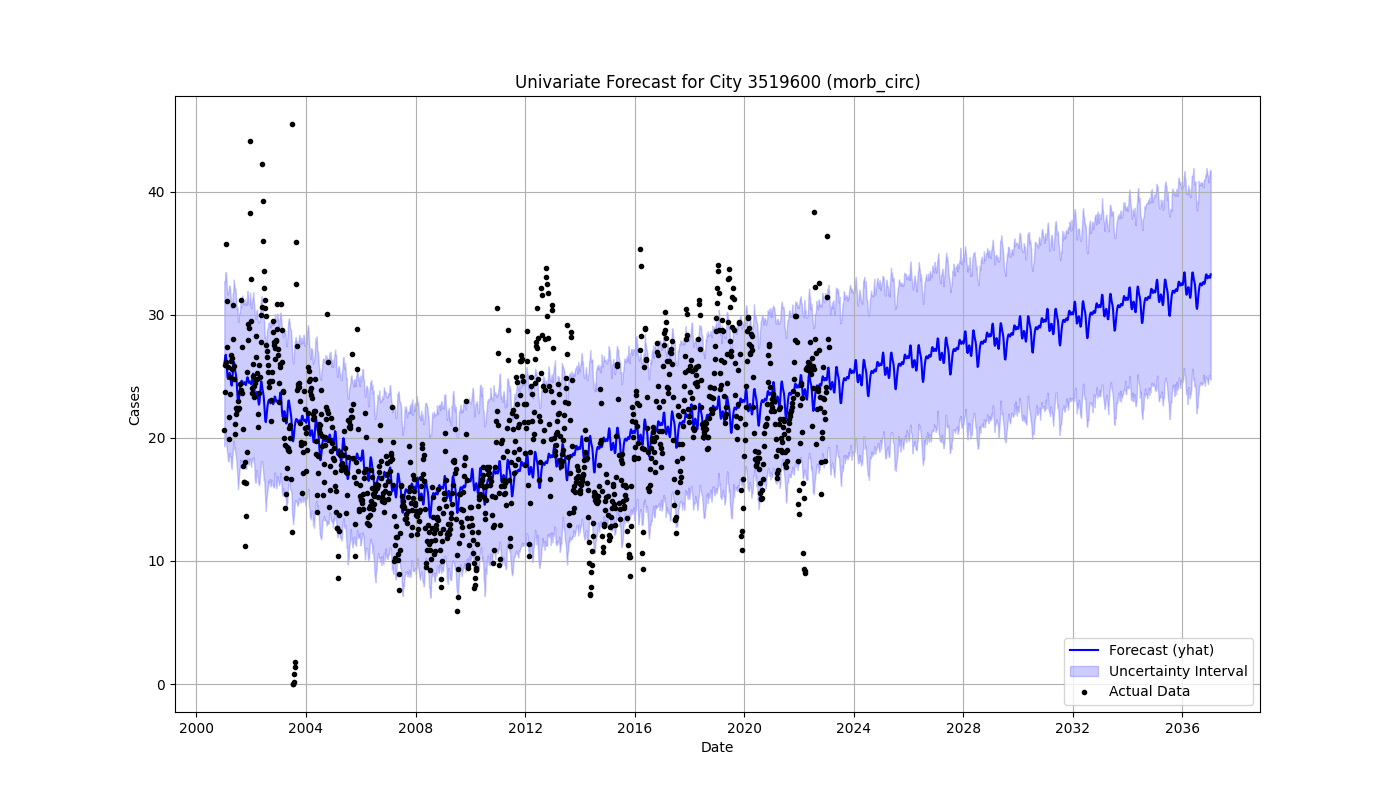 Univariate Forecast for City 3519600 (morb_circ)
Cases
40
30
20
10
0
2000 2004 2008 2012 2016 2020 2024 2028 2032 2036
Date
Forecast (yhat)
Uncertainty Interval
Actual Data